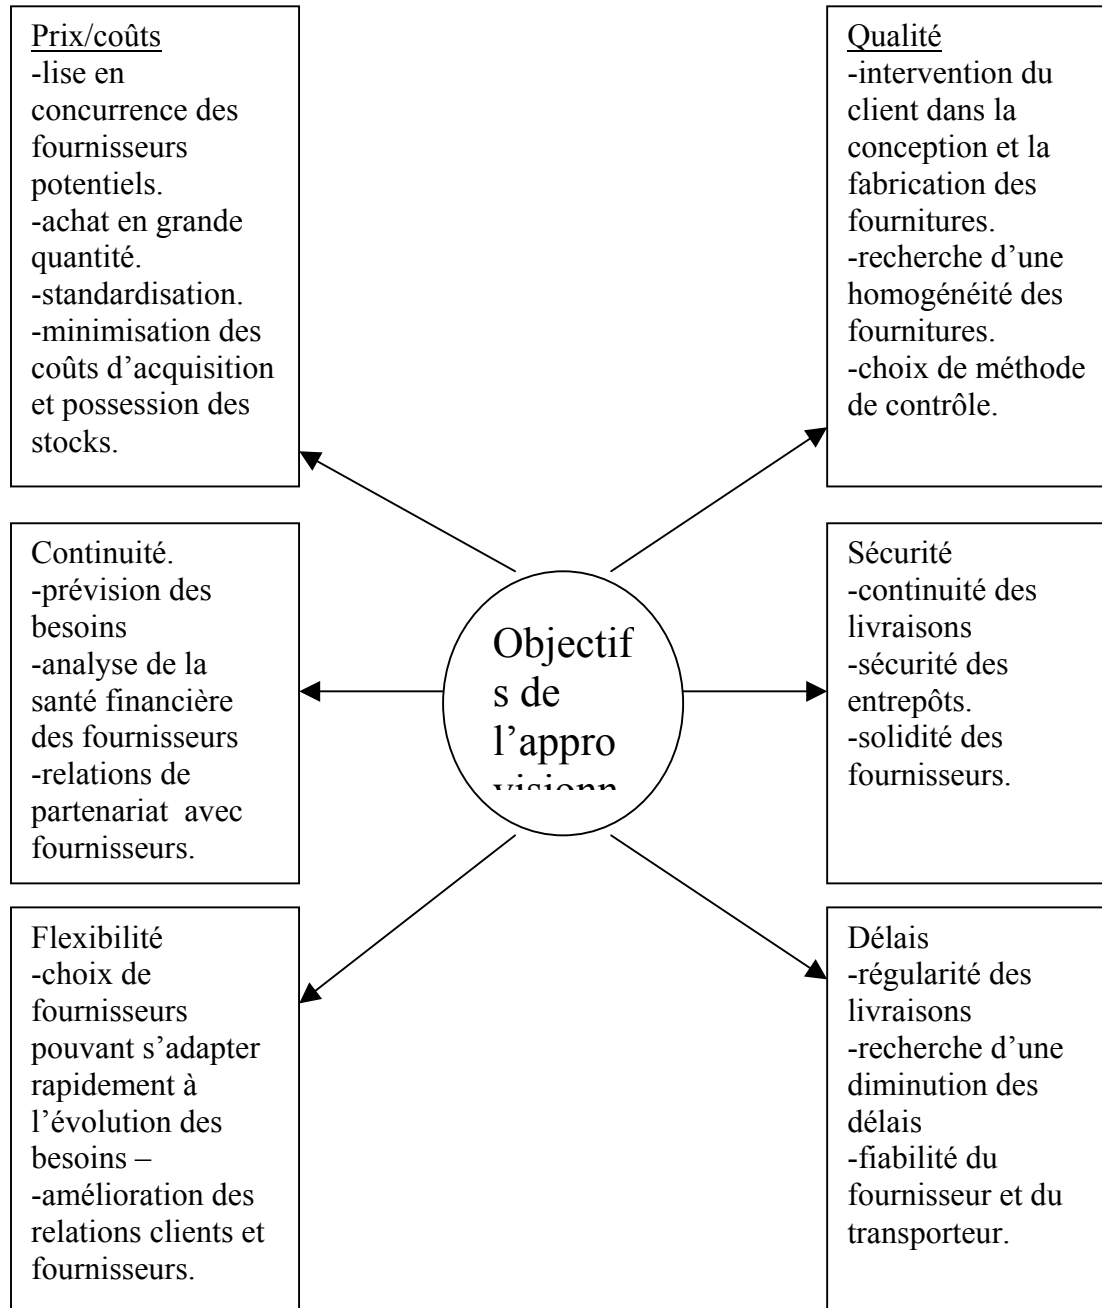 Prix/coûts
-lise en
concurrence des
fournisseurs
potentiels.
-achat en grande
quantité.
-standardisation.
-minimisation des
coûts d’acquisition
et possession des
stocks.
Qualité
-intervention du
client dans la
conception et la
fabrication des
fournitures.
-recherche d’une
homogénéité des
fournitures.
-choix de méthode
de contrôle.
Continuité.
-prévision des
besoins
-analyse de la
santé financière
des fournisseurs
-relations de
partenariat  avec
fournisseurs.
Objectif
s de
l’appro
visionn
Sécurité
-continuité des
livraisons
-sécurité des
entrepôts.
-solidité des
fournisseurs.
Flexibilité
-choix de
fournisseurs
pouvant s’adapter
rapidement à
l’évolution des
besoins –
-amélioration des
relations clients et
fournisseurs.
Délais
-régularité des
livraisons
-recherche d’une
diminution des
délais
-fiabilité du
fournisseur et du
transporteur.